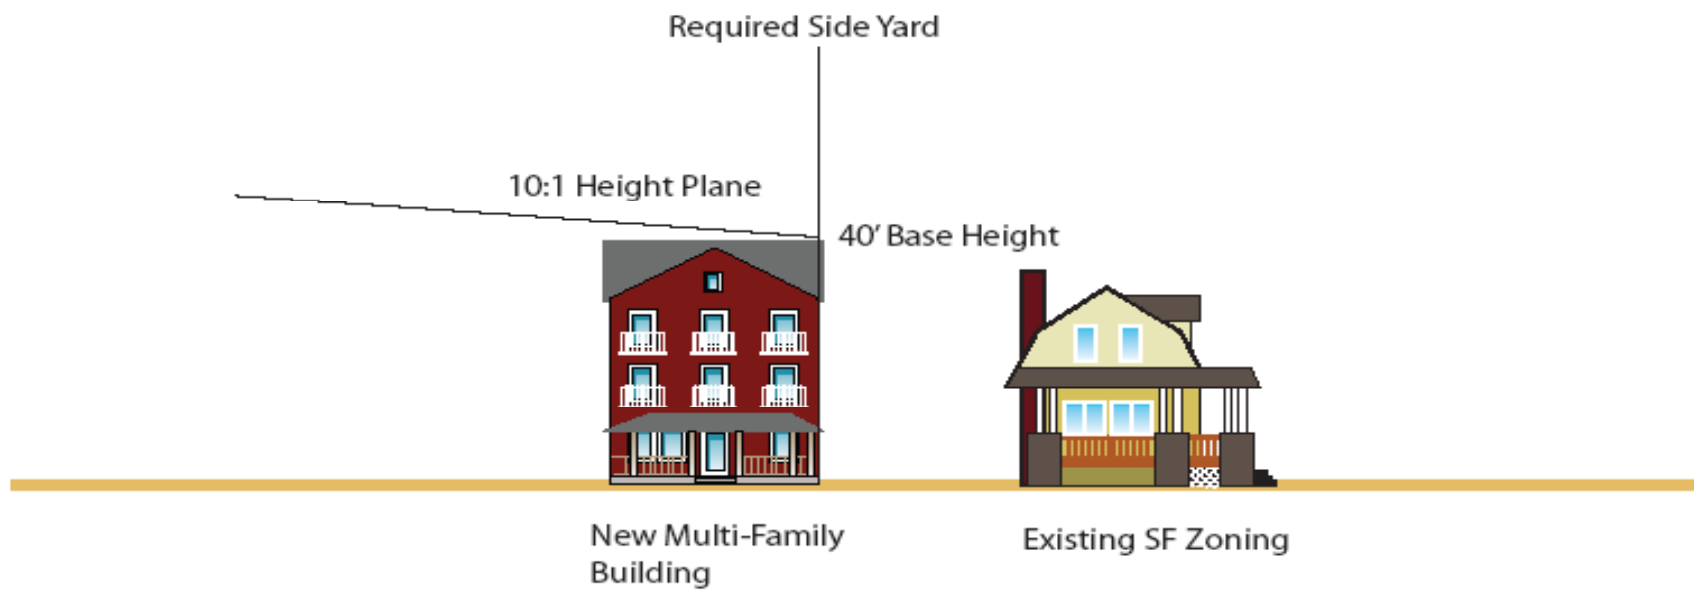 Required Side Yard
10:1 Height Plane
40’ Base Height
New Multi-Family
Building
Existing SF Zoning